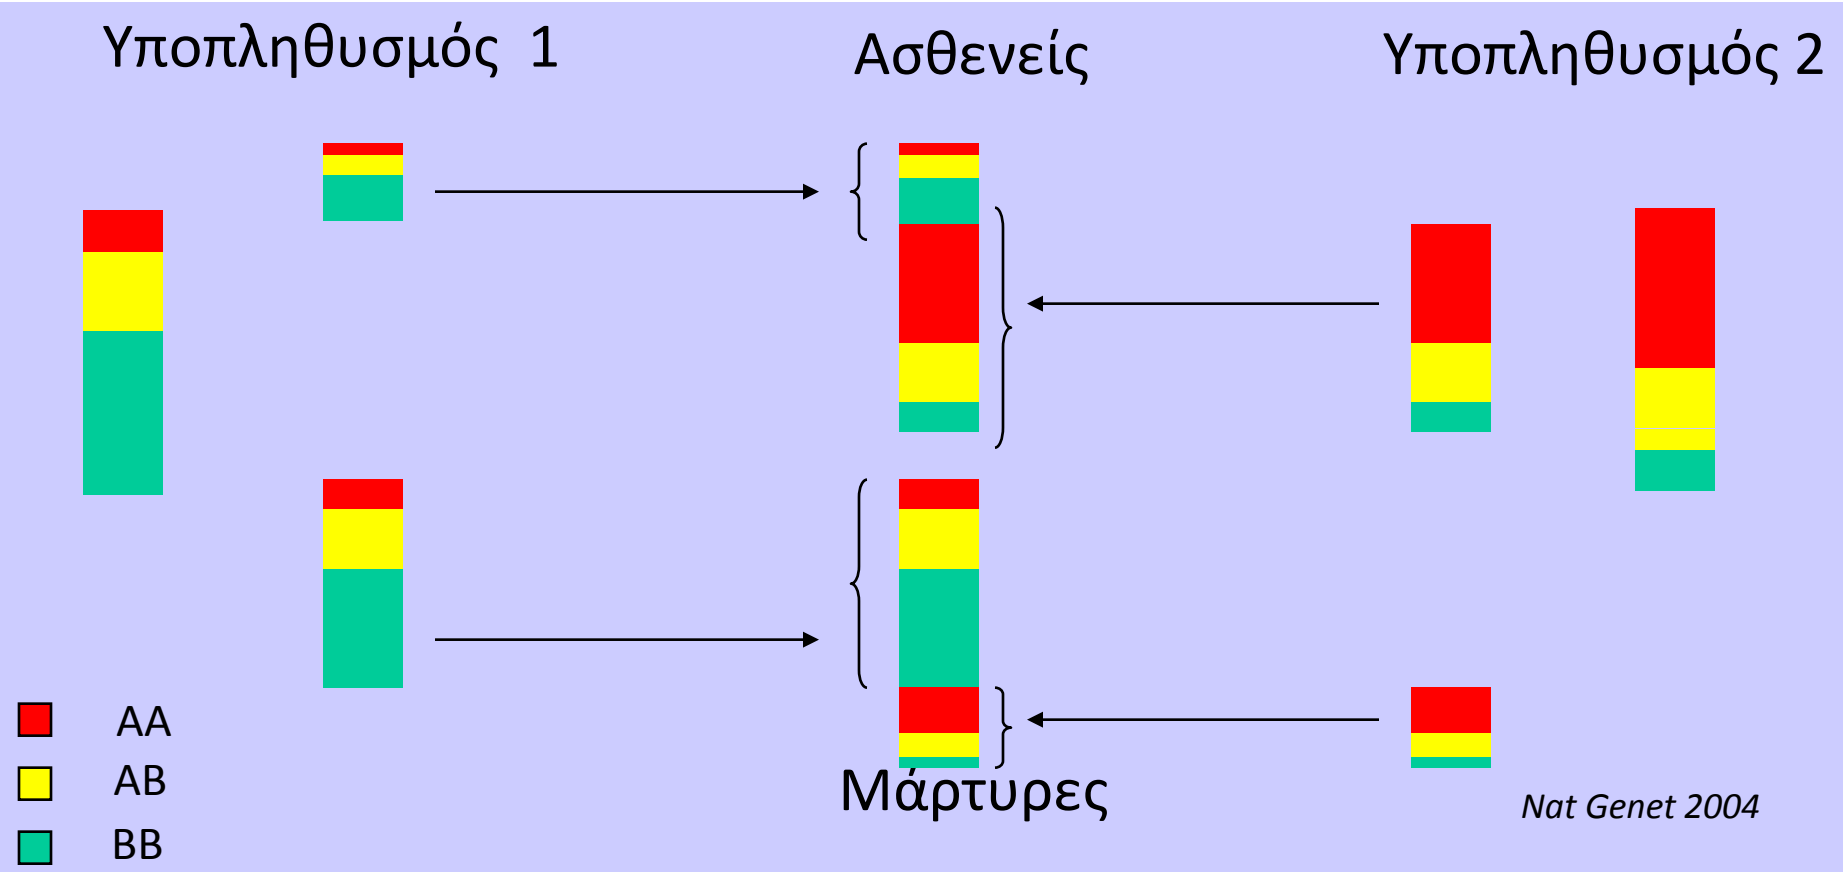 Υποπληθυσμός 1
Ασθενείς
Υποπληθυσμός 2
AA
AB
BB
Μάρτυρες
Nat Genet 2004